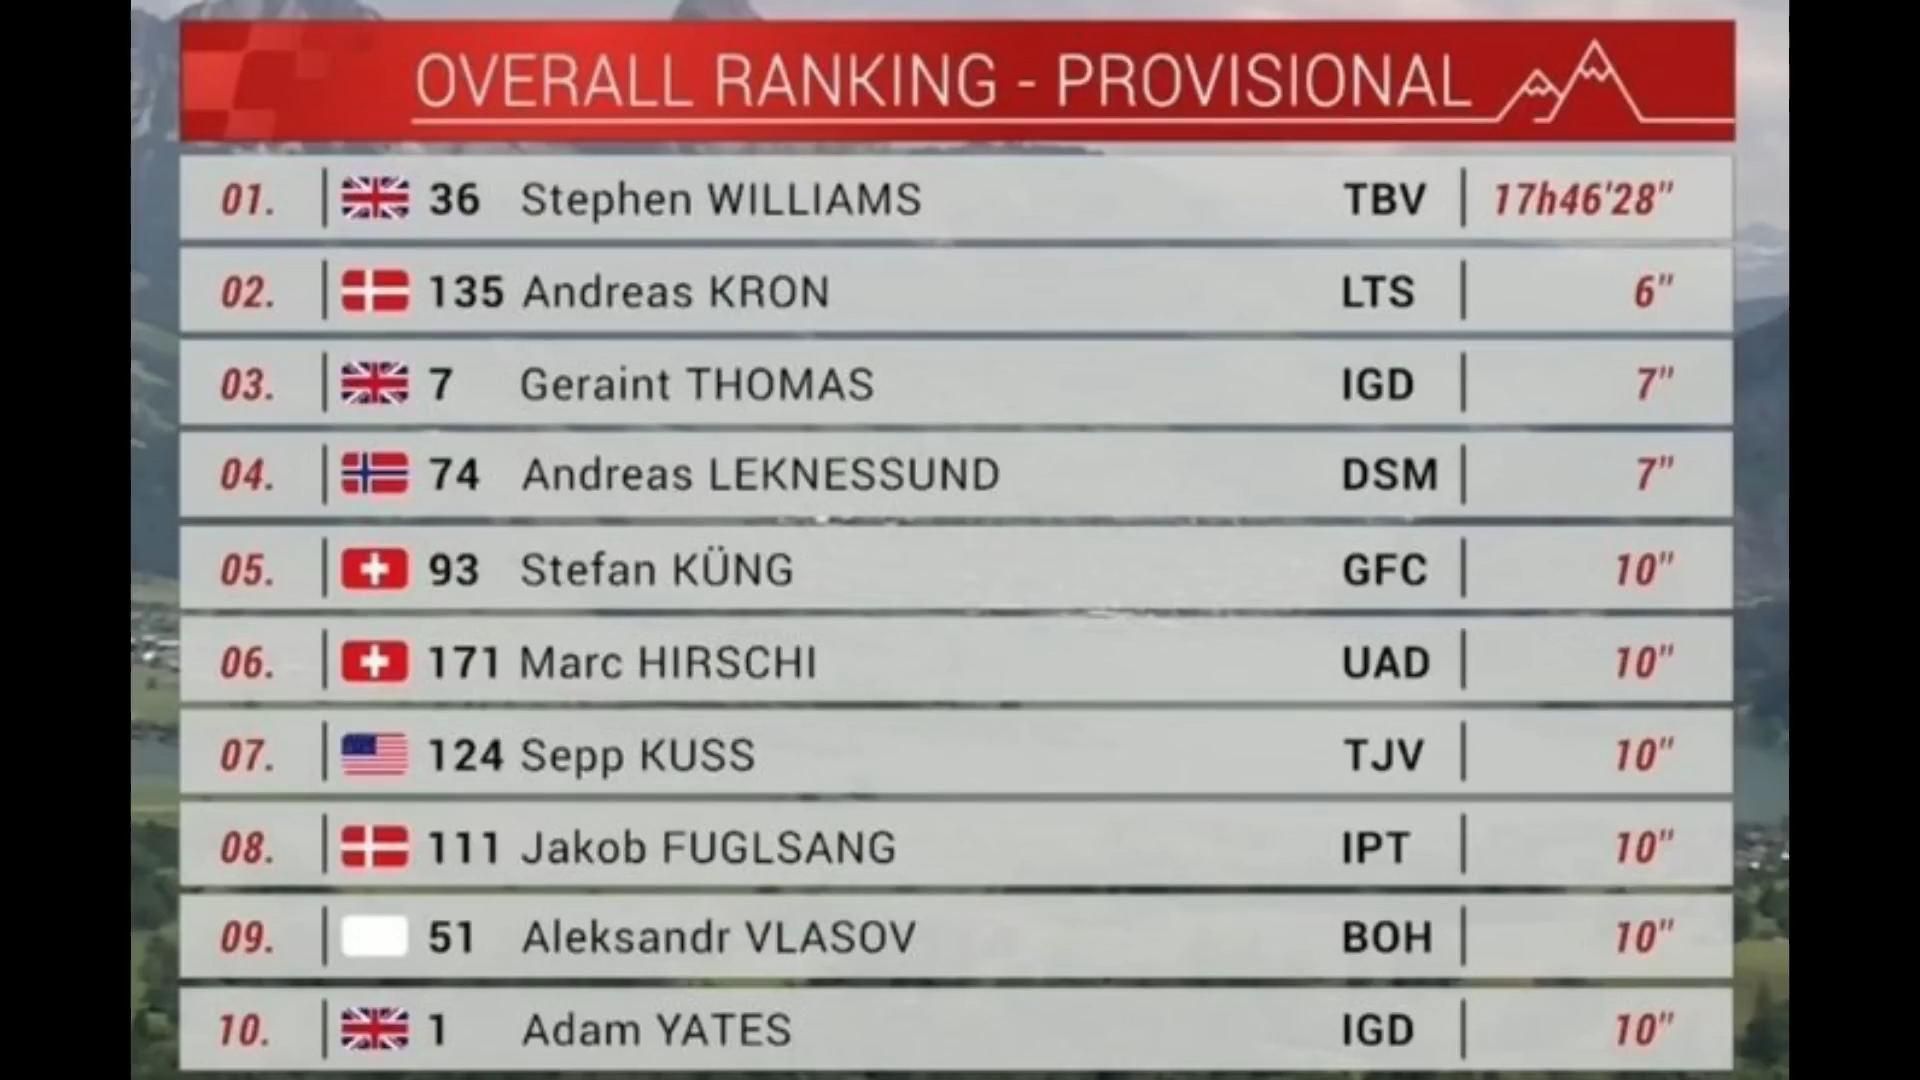 OVERALL RANKING - PROVISIONAL
01. 36 Stephen WILLIAMS TBV 17h46'28"
02. 135 Andreas KRON LTS 6"
03. 7 Geraint THOMAS IGD 7"
04. 74 Andreas LEKNESSUND DSM 7"
05. 93 Stefan KÜNG GFC 10"
06. 171 Marc HIRSCHI UAD 10"
07. 124 Sepp KUSS TJV 10"
08. 111 Jakob FUGLSANG IPT 10"
09. 51 Aleksandr VLASOV BOH 10"
10. 1 Adam YATES IGD 10"